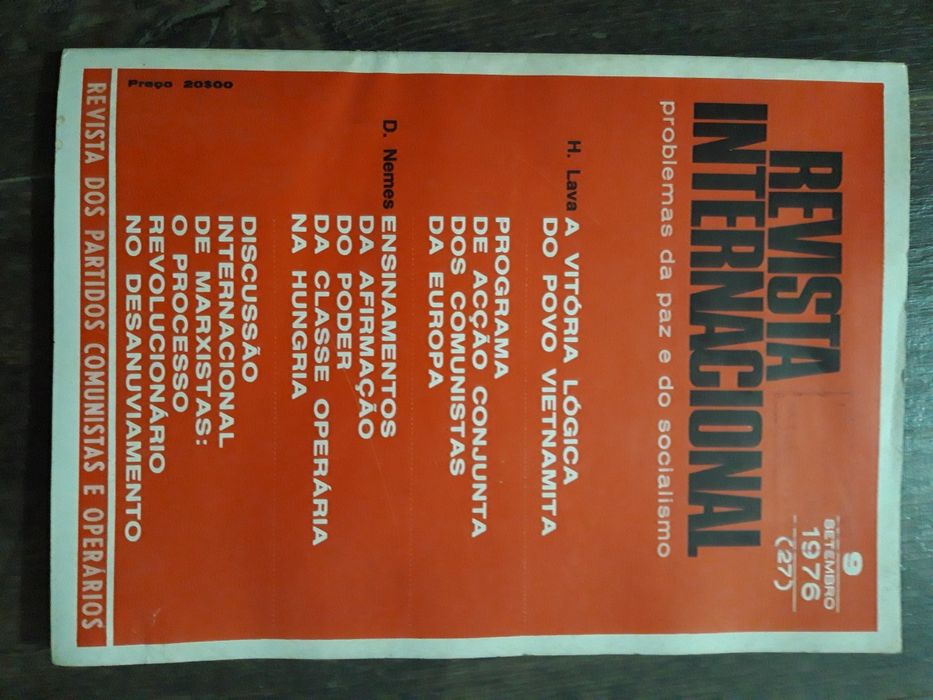 REVISTA
INTERNACIONAL
problemas da paz e do socialismo
9
SETEMBRO
1976
(27)
H. Lava A VITÓRIA LÓGICA
DO POVO VIETNAMITA
PROGRAMA
DE ACÇÃO CONJUNTA
DOS COMUNISTAS
DA EUROPA
D. Nemes ENSINAMENTOS
DA AFIRMAÇÃO
DO PODER
DA CLASSE OPERÁRIA
NA HUNGRIA
DISCUSSÃO
INTERNACIONAL
DE MARXISTAS:
O PROCESSO
REVOLUCIONÁRIO
NO DESANUVIAMENTO
Preço 20$00
REVISTA DOS PARTIDOS COMUNISTAS E OPERÁRIOS